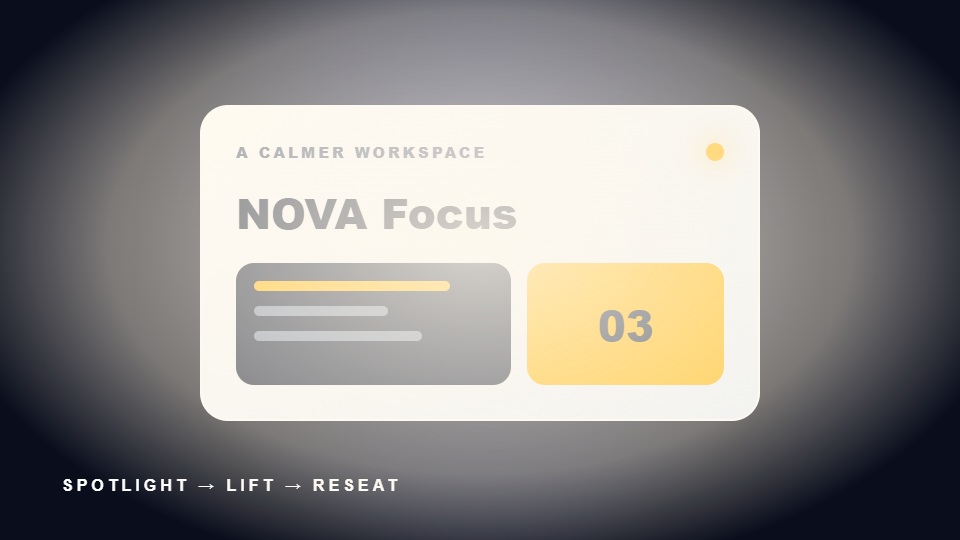 A CALMER WORKSPACE
NOVA Focus
03
SPOTLIGHT → LIFT → RESEAT